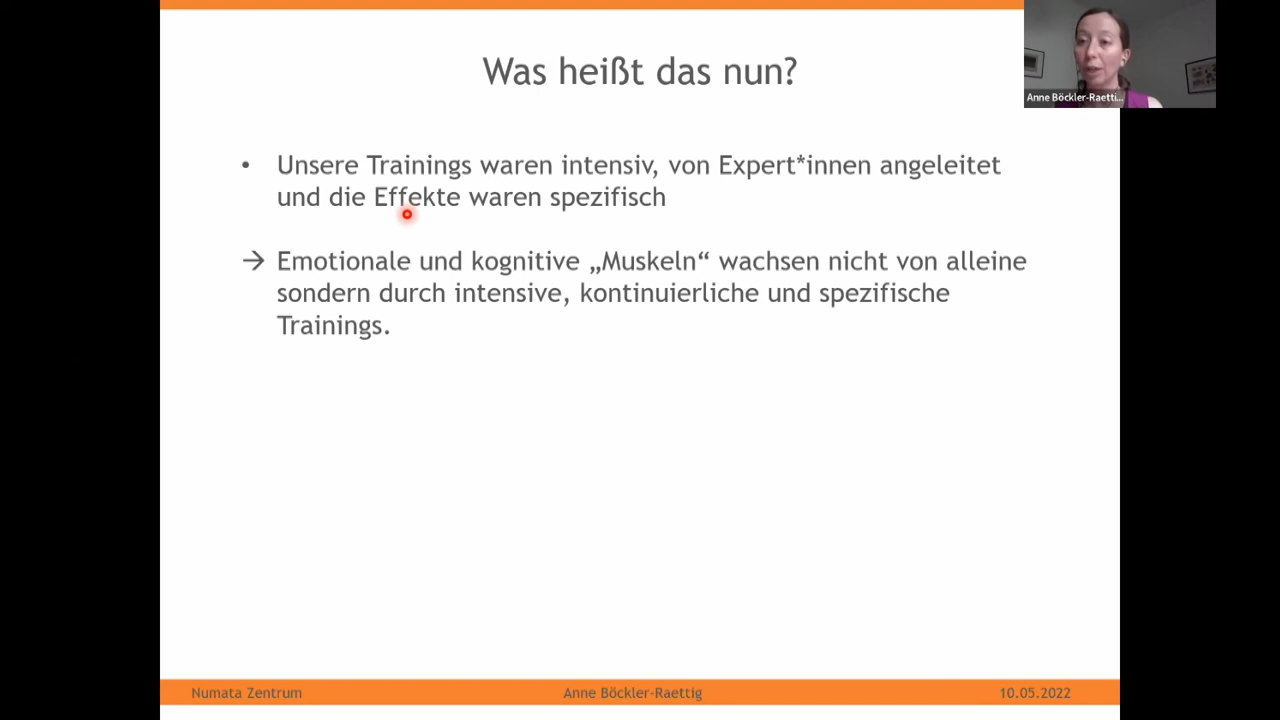 Was heißt das nun?
Anne Böckler-Raetti...
• Unsere Trainings waren intensiv, von Expert*innen angeleitet
und die Effekte waren spezifisch
→ Emotionale und kognitive „Muskeln“ wachsen nicht von alleine
sondern durch intensive, kontinuierliche und spezifische
Trainings.
Numata Zentrum
Anne Böckler-Raettig
10.05.2022